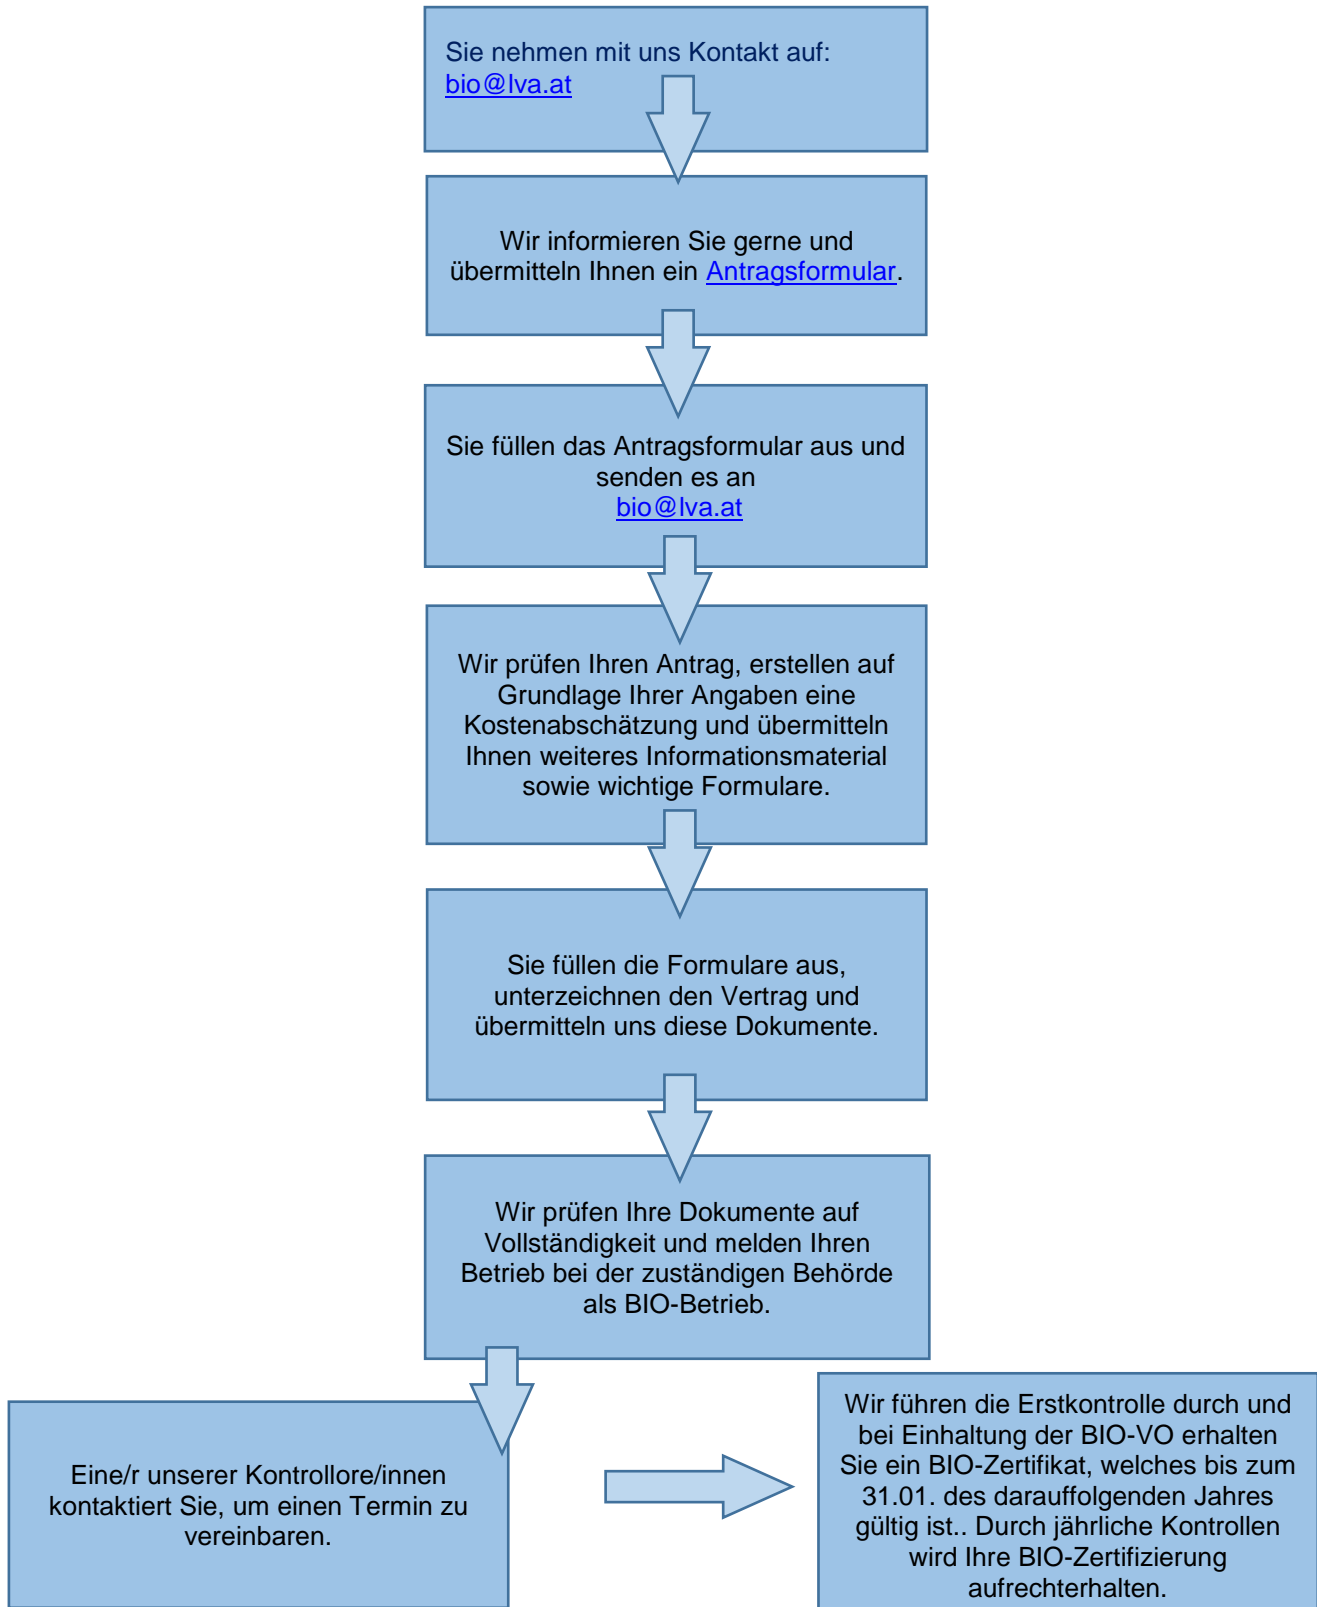 Sie nehmen mit uns Kontakt auf:
bio@lva.at
Wir informieren Sie gerne und
übermitteln Ihnen ein Antragsformular.
Sie füllen das Antragsformular aus und
senden es an
bio@lva.at
Wir prüfen Ihren Antrag, erstellen auf
Grundlage Ihrer Angaben eine
Kostenabschätzung und übermitteln
Ihnen weiteres Informationsmaterial
sowie wichtige Formulare.
Sie füllen die Formulare aus,
unterzeichnen den Vertrag und
übermitteln uns diese Dokumente.
Wir prüfen Ihre Dokumente auf
Vollständigkeit und melden Ihren
Betrieb bei der zuständigen Behörde
als BIO-Betrieb.
Eine/r unserer Kontrollore/innen
kontaktiert Sie, um einen Termin zu
vereinbaren.
Wir führen die Erstkontrolle durch und
bei Einhaltung der BIO-VO erhalten
Sie ein BIO-Zertifikat, welches bis zum
31.01. des darauffolgenden Jahres
gültig ist.. Durch jährliche Kontrollen
wird Ihre BIO-Zertifizierung
aufrechterhalten.